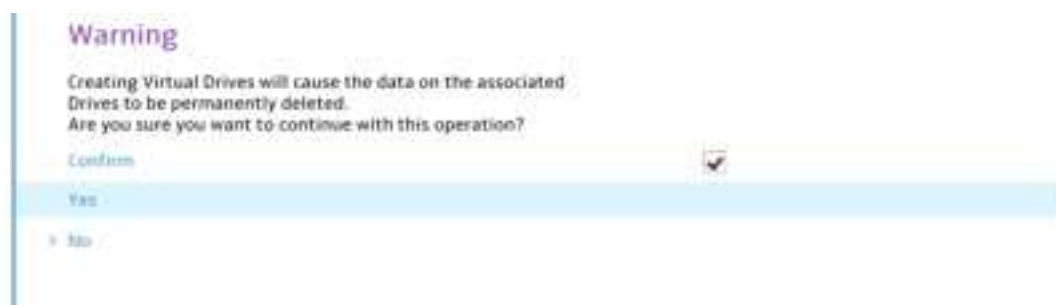 Warning
Creating Virtual Drives will cause the data on the associated
Drives to be permanently deleted.
Are you sure you want to continue with this operation?
Confirm
Yes
No